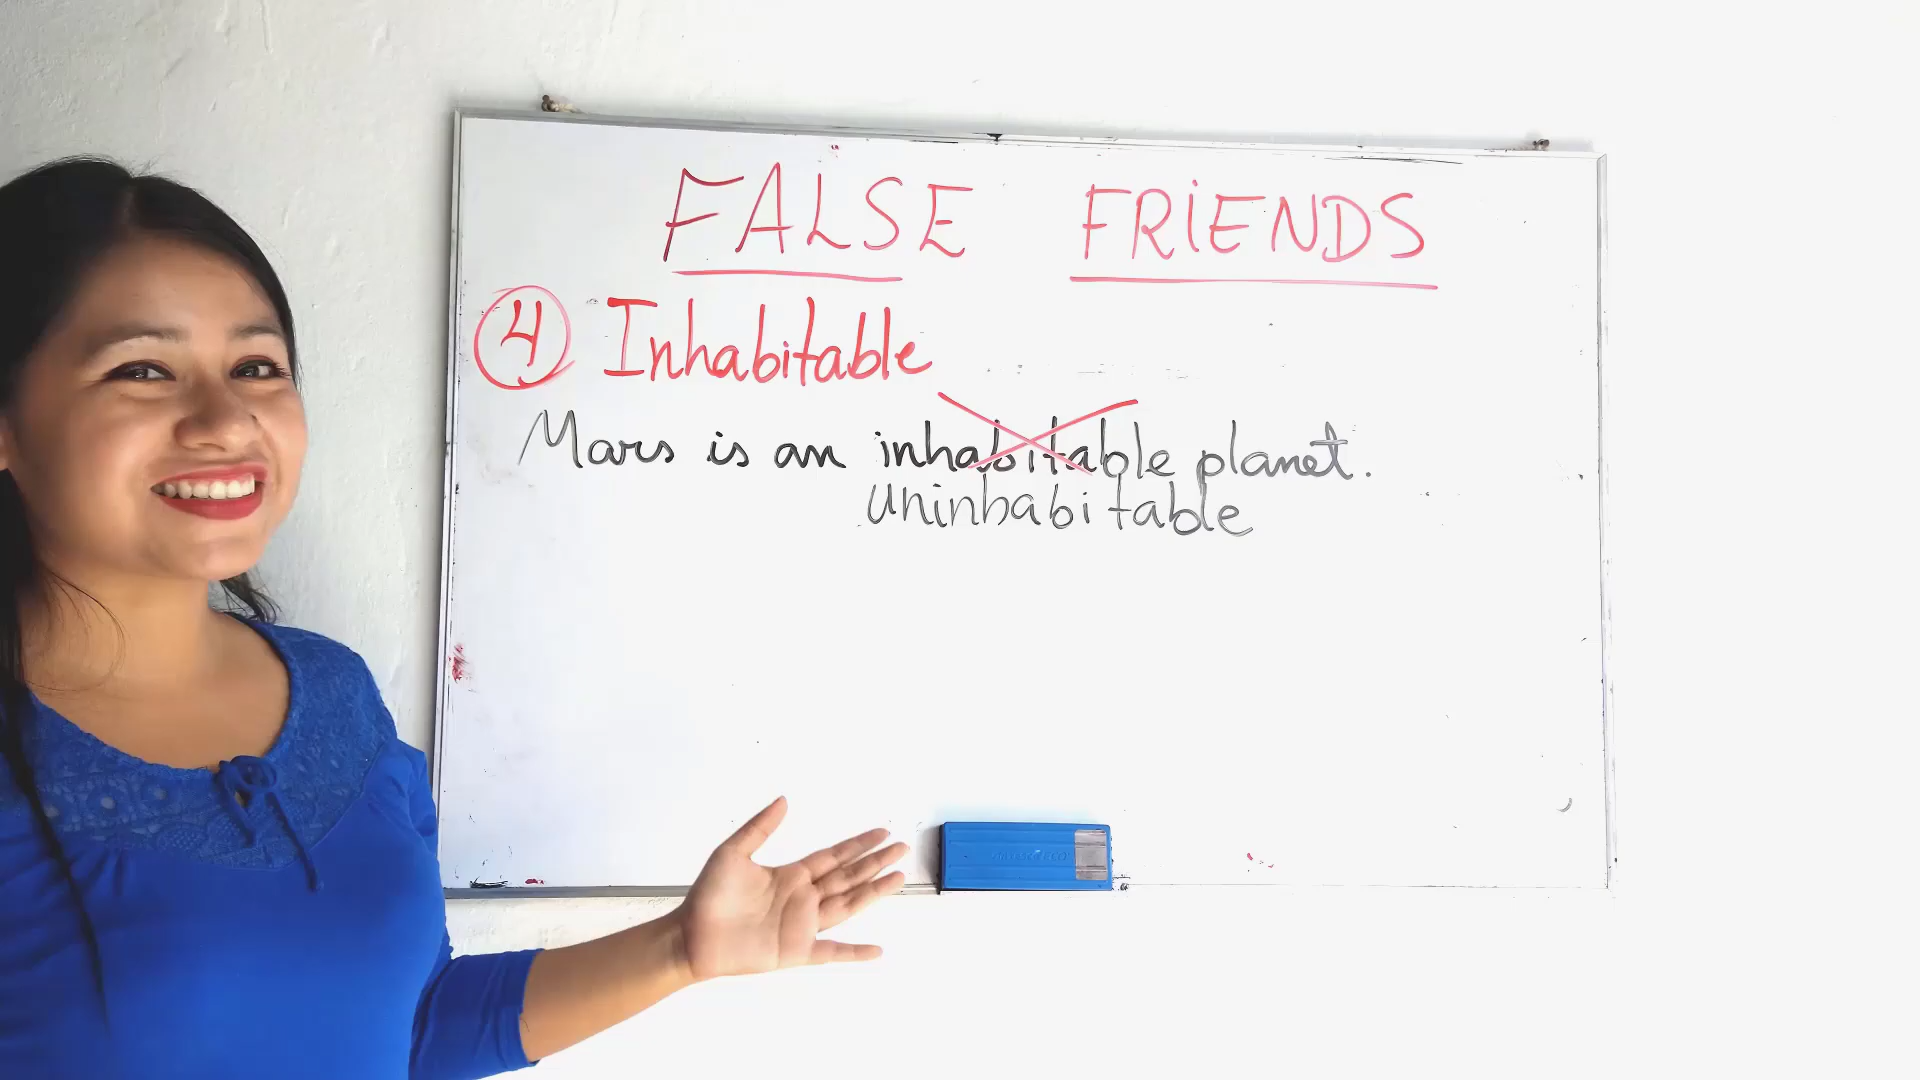 FALSE FRIENDS
4 Inhabitable
Mars is an inhabitable planet.
uninhabitable